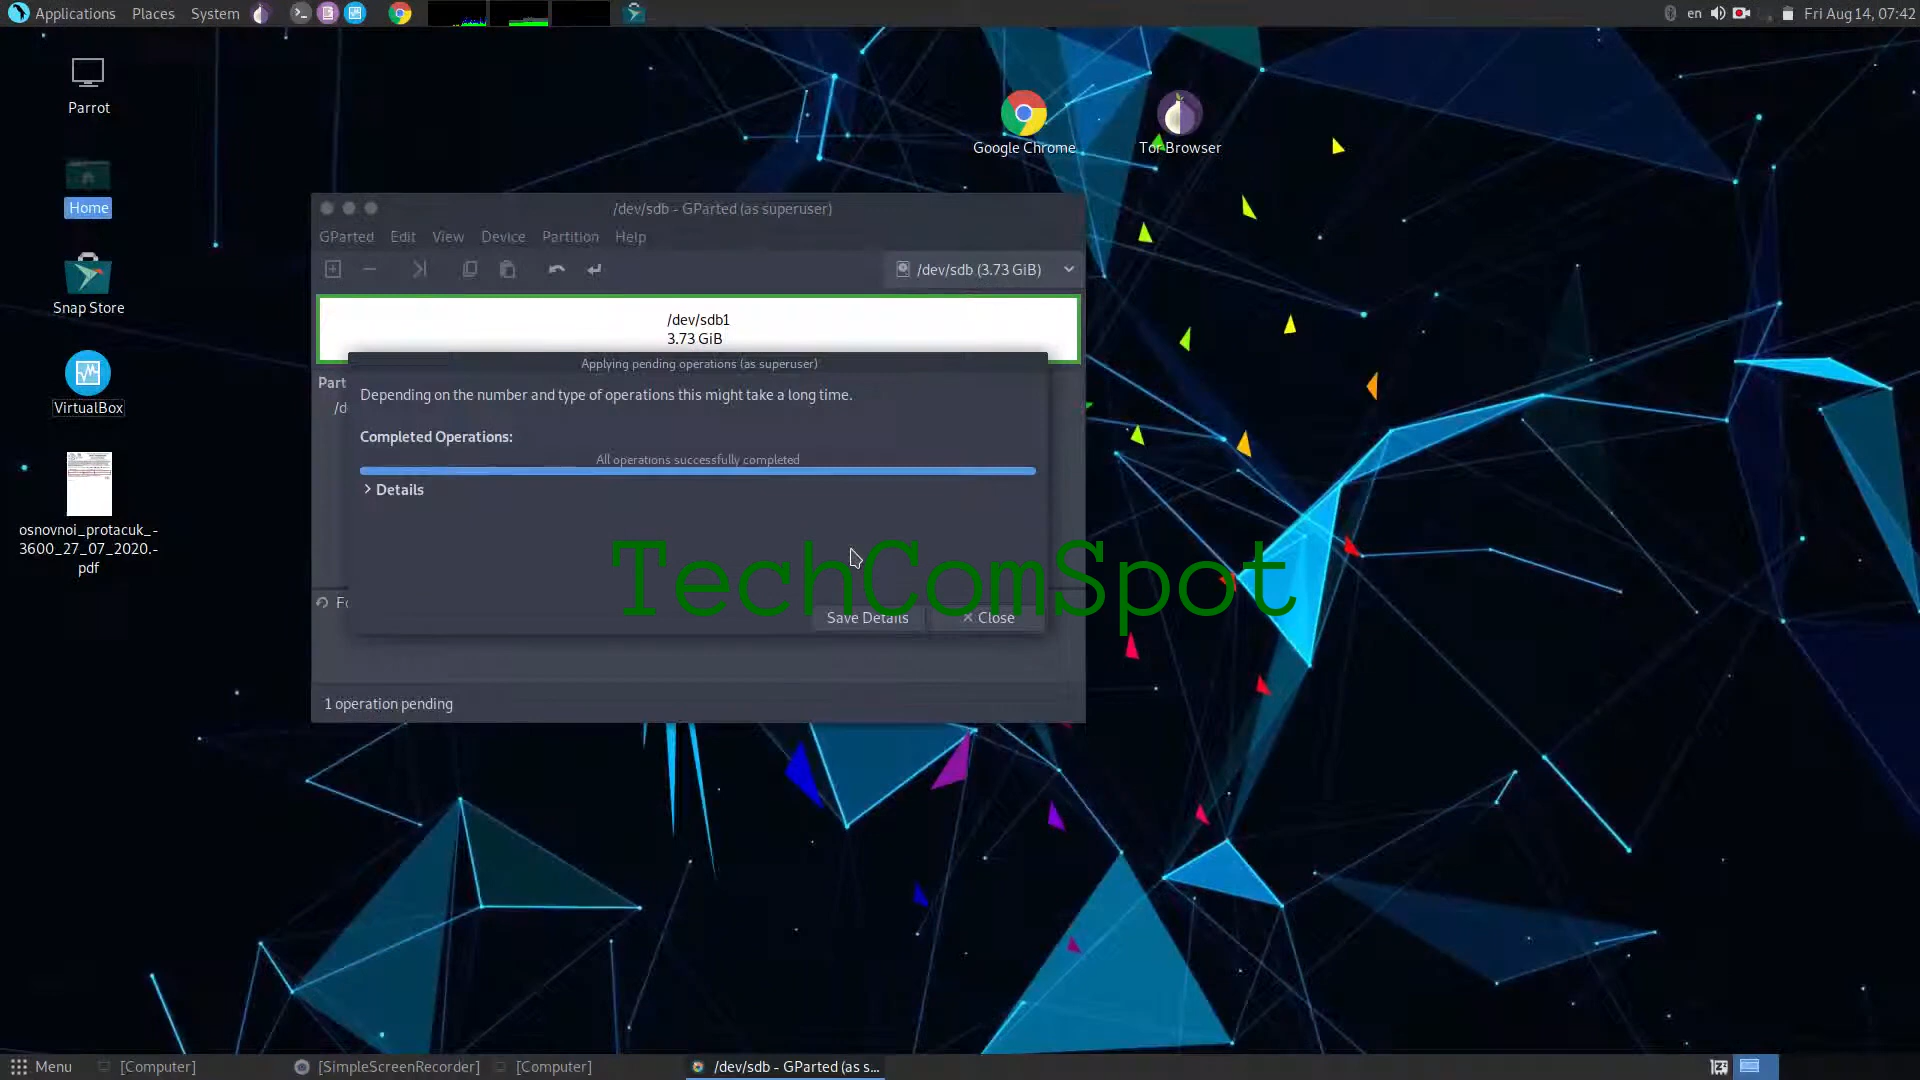 Applications Places System
en
Fri Aug 14, 07:42
Parrot
Home
Snap Store
VirtualBox
osnovnoi_protacuk_-
3600_27_07_2020.-
pdf
Google Chrome
Tor Browser
/dev/sdb - GParted (as superuser)
GParted Edit View Device Partition Help
/dev/sdb (3.73 GiB)
/dev/sdb1
3.73 GiB
Part
/d
Applying pending operations (as superuser)
Depending on the number and type of operations this might take a long time.
Completed Operations:
All operations successfully completed
Details
TechComSpot
Fo
Save Details
Close
1 operation pending
Menu
[Computer]
[SimpleScreenRecorder]
[Computer]
/dev/sdb - GParted (as s...